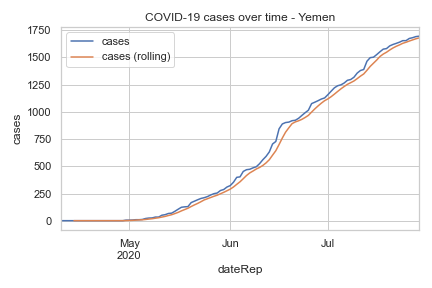 COVID-19 cases over time - Yemen
cases
cases (rolling)
1750
1500
1250
1000
750
500
250
0
cases
May
2020
Jun
Jul
dateRep